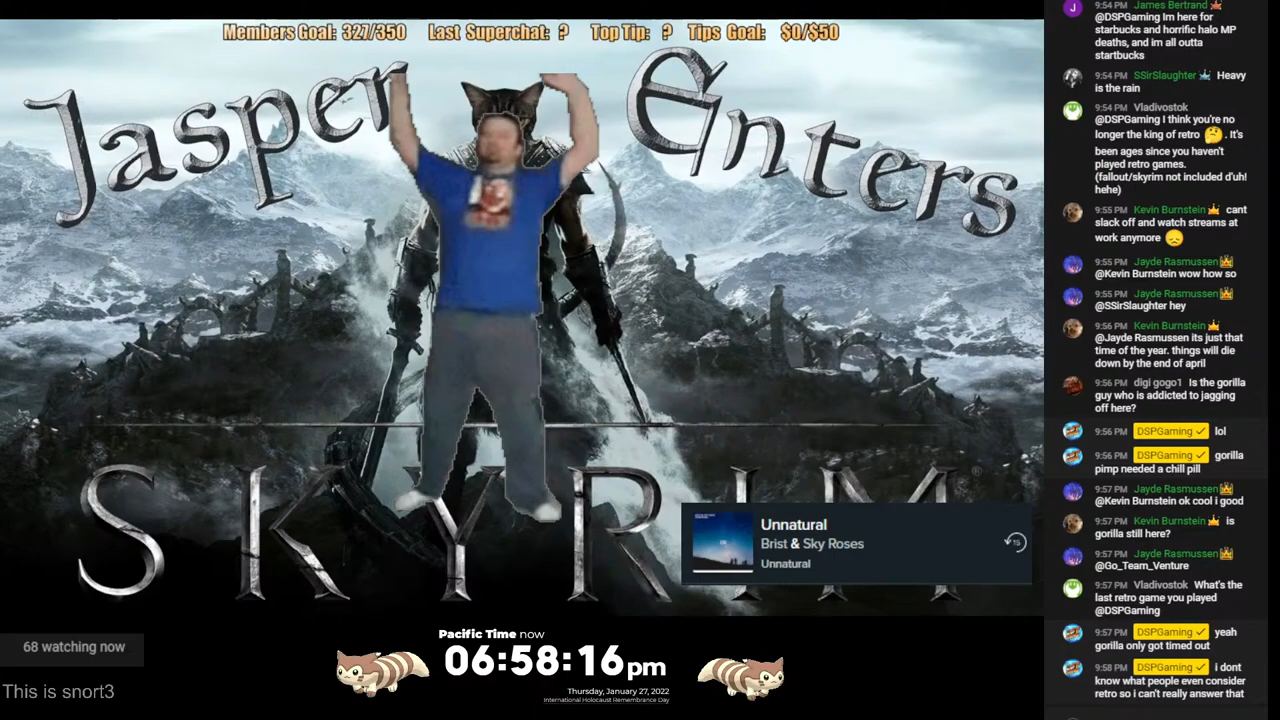 Members Goal: 327/350 Last Superchat: ? Top Tip: ? Tips Goal: $0/$50
Jasper Enters
SKYRIM
®
Unnatural
Brist & Sky Roses
Unnatural
15
68 watching now
This is snort3
Pacific Time now
06:58:16pm
Thursday, January 27, 2022
International Holocaust Remembrance Day
J
9:54 PM James Bertrand
@DSPGaming Im here for
starbucks and horrific halo MP
deaths, and im all outta
startbucks
9:54 PM SSirSlaughter Heavy
is the rain
9:54 PM Vladivostok
@DSPGaming I think you're no
longer the king of retro 🤔. It's
been ages since you haven't
played retro games.
(fallout/skyrim not included d'uh!
hehe)
9:55 PM Kevin Burnstein cant
slack off and watch streams at
work anymore 😞
9:55 PM Jayde Rasmussen
@Kevin Burnstein wow how so
9:55 PM Jayde Rasmussen
@SSirSlaughter hey
9:56 PM Kevin Burnstein
@Jayde Rasmussen its just that
time of the year. things will die
down by the end of april
9:56 PM digi gogo1 Is the gorilla
guy who is addicted to jagging
off here?
9:56 PM DSPGaming ✓ lol
9:56 PM DSPGaming ✓ gorilla
pimp needed a chill pill
9:57 PM Jayde Rasmussen
@Kevin Burnstein ok cool i good
9:57 PM Kevin Burnstein is
gorilla still here?
9:57 PM Jayde Rasmussen
@Go_Team_Venture
9:57 PM Vladivostok What's the
last retro game you played
@DSPGaming
9:57 PM DSPGaming ✓ yeah
gorilla only got timed out
9:58 PM DSPGaming ✓ i dont
know what people even consider
retro so i can't really answer that